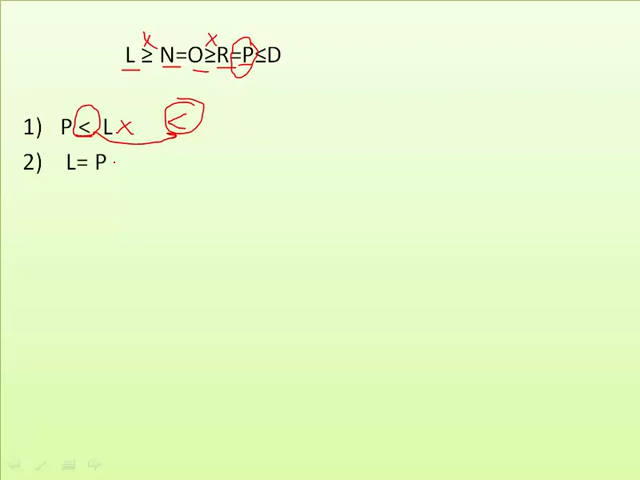 L ≥ N=O≥R=P≤D
1) P < L x <
2) L= P